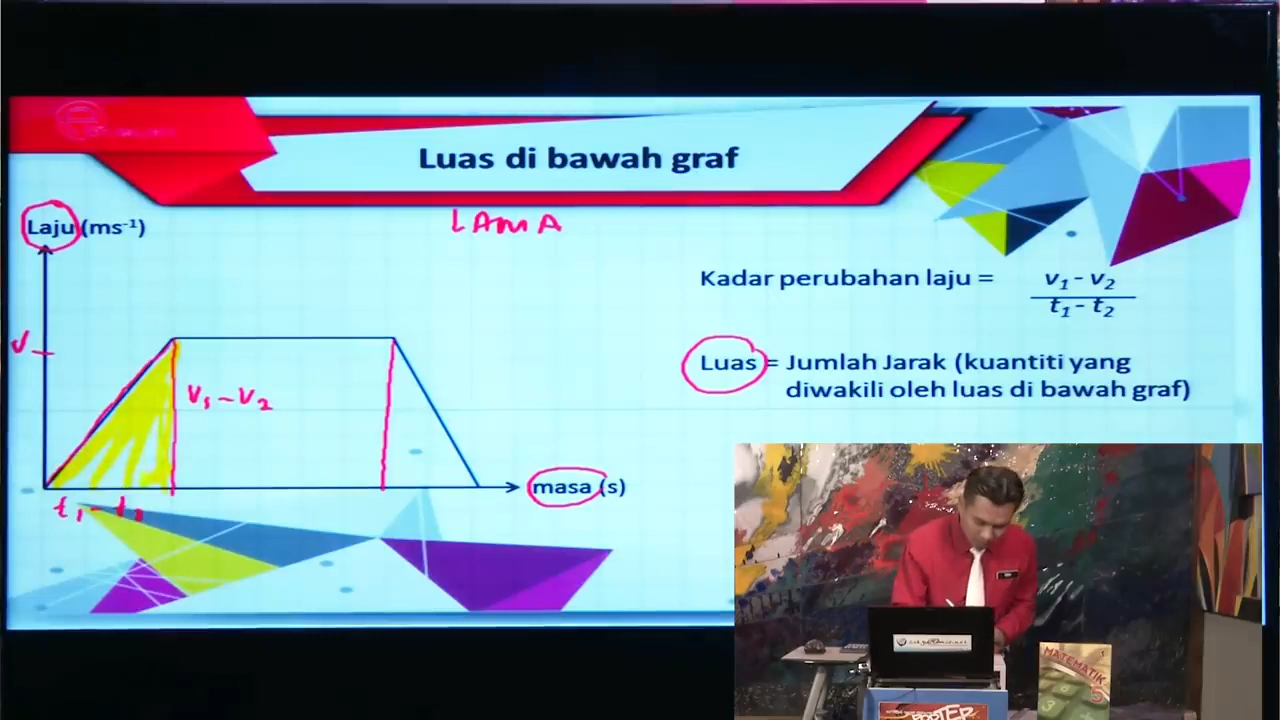 Luas di bawah graf
LAMA
Laju (ms⁻¹)
Kadar perubahan laju = v₁ - v₂
t₁ - t₂
v
Luas = Jumlah Jarak (kuantiti yang
diwakili oleh luas di bawah graf)
v₁ - v₂
masa (s)
t₁ - t₂
MATEMATIK
5